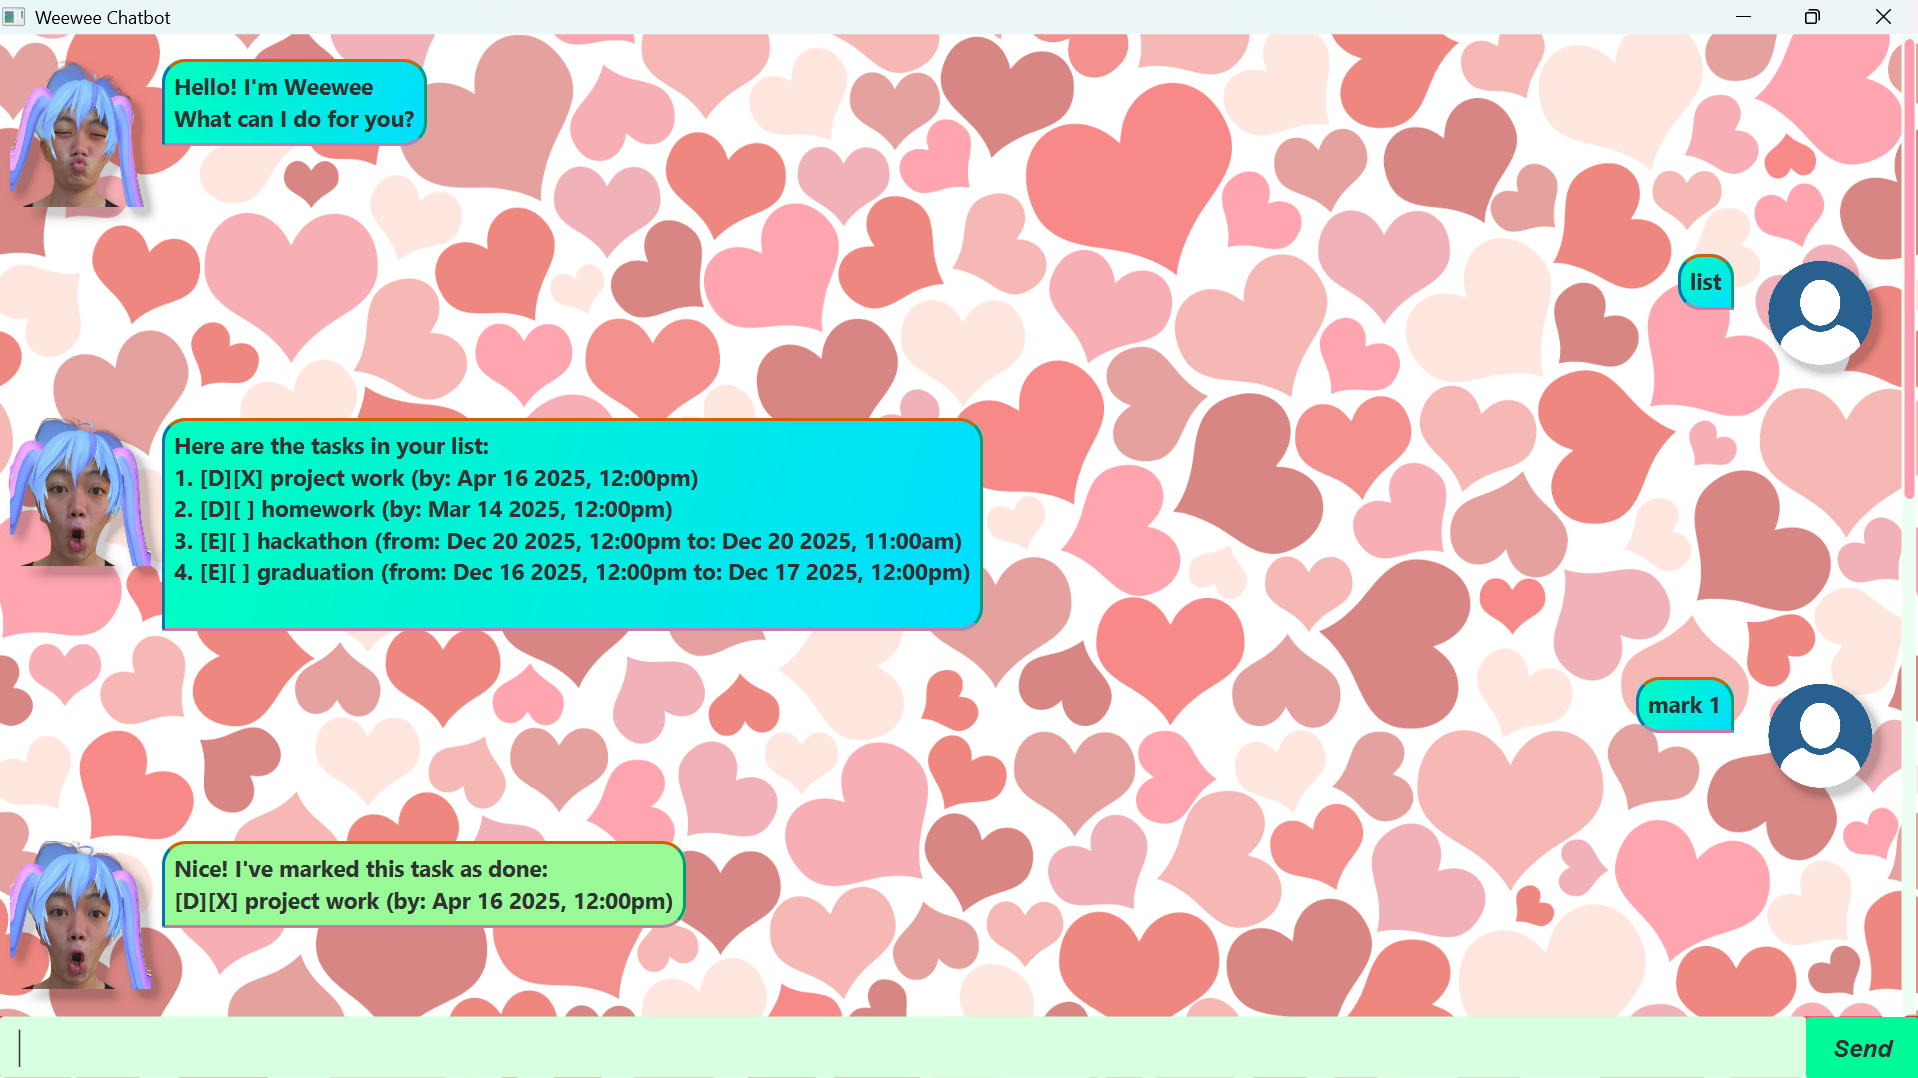 Weewee Chatbot
Hello! I'm Weewee
What can I do for you?
list
Here are the tasks in your list:
1. [D][X] project work (by: Apr 16 2025, 12:00pm)
2. [D][ ] homework (by: Mar 14 2025, 12:00pm)
3. [E][ ] hackathon (from: Dec 20 2025, 12:00pm to: Dec 20 2025, 11:00am)
4. [E][ ] graduation (from: Dec 16 2025, 12:00pm to: Dec 17 2025, 12:00pm)
mark 1
Nice! I've marked this task as done:
[D][X] project work (by: Apr 16 2025, 12:00pm)
Send